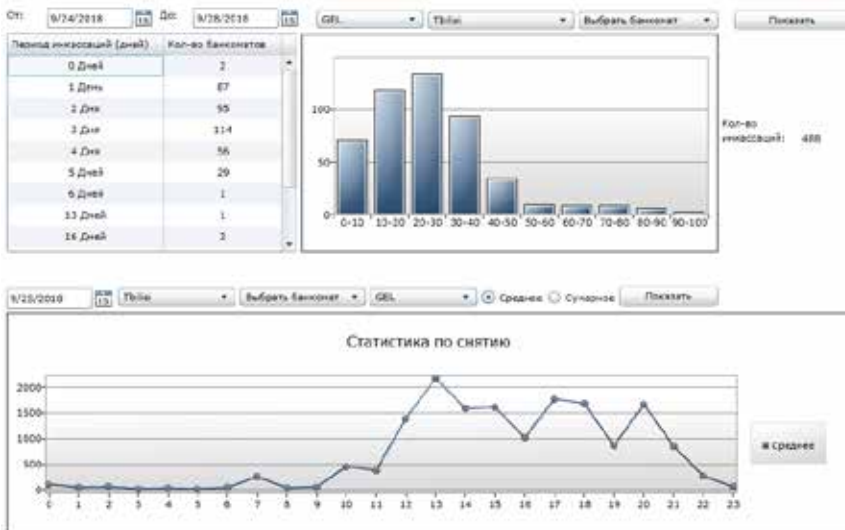 От: 9/24/2018 15 До: 9/28/2018 15 GEL Tbilisi Выбрать банкомат Показать
Период инкассаций (дней) Кол-во банкоматов
0 Дней 2
1 День 87
2 Дня 95
3 Дня 114
4 Дня 56
5 Дней 29
6 Дней 1
13 Дней 1
16 Дней 3
100
50
0
0-10 10-20 20-30 30-40 40-50 50-60 60-70 70-80 80-90 90-100
Кол-во
инкассаций: 488
15 Tbilisi Выбрать банкомат GEL Среднее Суммарное Показать
Статистика по снятию
2000
1500
1000
500
0
0 1 2 3 4 5 6 7 8 9 10 11 12 13 14 15 16 17 18 19 20 21 22 23
Среднее